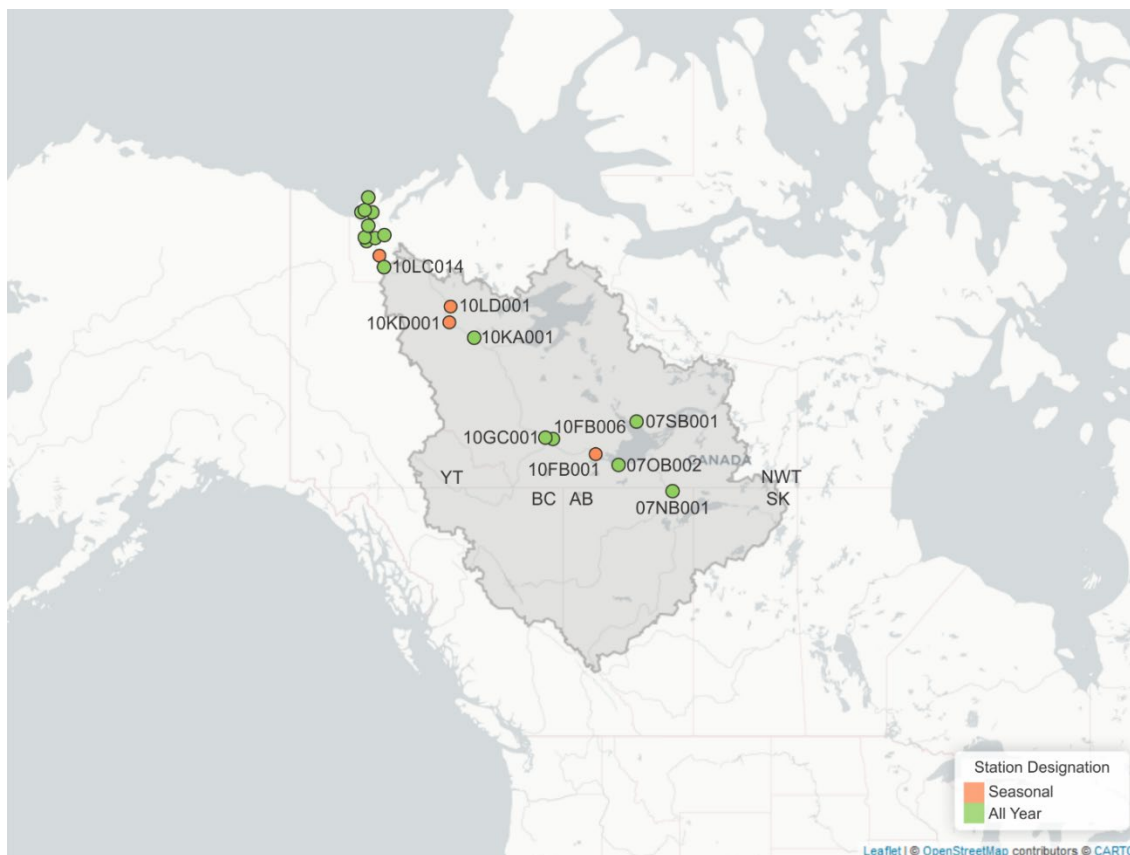 10LC014
10LD001
10KD001
10KA001
07SB001
10FB006
10GC001
CANADA
10FB001
07OB002
YT
NWT
BC AB
SK
07NB001
Station Designation
Seasonal
All Year
Leaflet | © OpenStreetMap contributors © CARTO